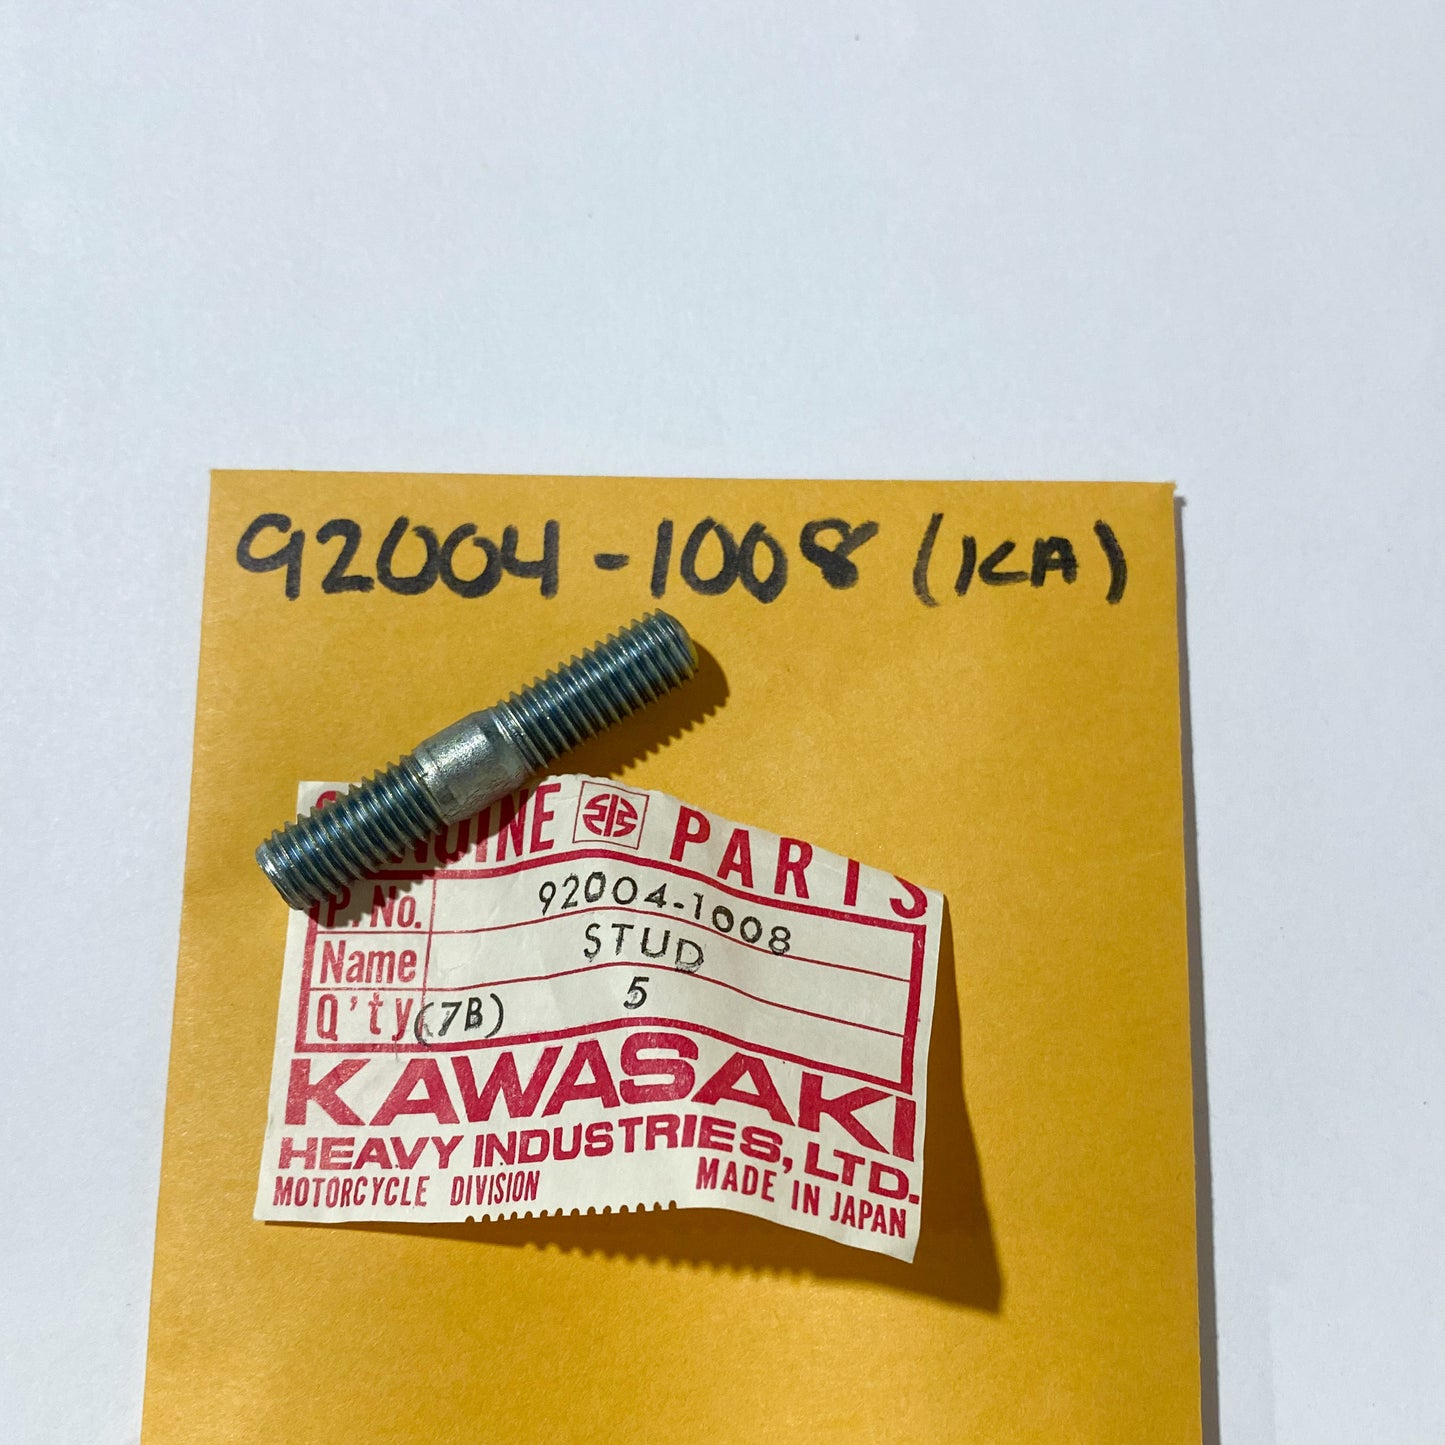 92004-1008 (KA)
GENUINE PARTS
P. No. 92004-1008
Name STUD
Q'ty (7B) 5
KAWASAKI
HEAVY INDUSTRIES, LTD.
MOTORCYCLE DIVISION MADE IN JAPAN